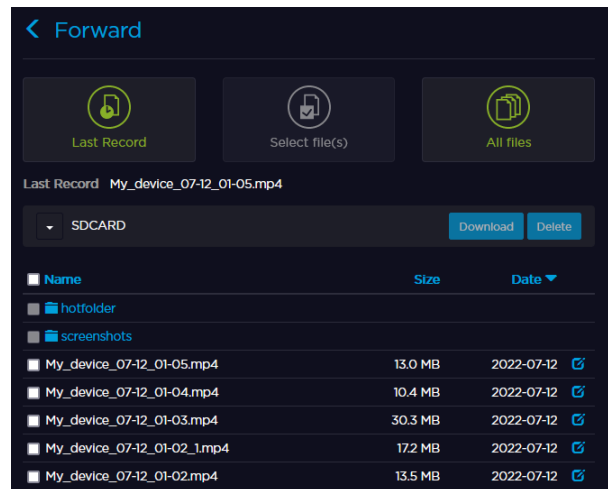 Forward
Last Record Select file(s) All files
Last Record My_device_07-12_01-05.mp4
SDCARD Download Delete
Name Size Date
hotfolder
screenshots
My_device_07-12_01-05.mp4 13.0 MB 2022-07-12
My_device_07-12_01-04.mp4 10.4 MB 2022-07-12
My_device_07-12_01-03.mp4 30.3 MB 2022-07-12
My_device_07-12_01-02_1.mp4 17.2 MB 2022-07-12
My_device_07-12_01-02.mp4 13.5 MB 2022-07-12